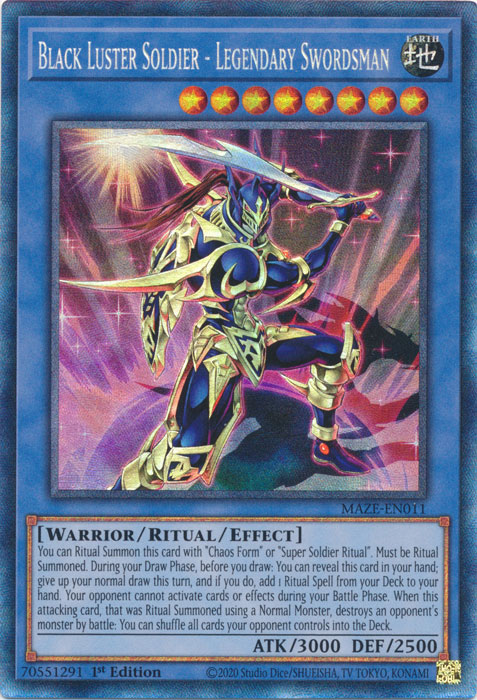 BLACK LUSTER SOLDIER - LEGENDARY SWORDSMAN
EARTH
地
MAZE-EN011
[WARRIOR/RITUAL/EFFECT]
You can Ritual Summon this card with "Chaos Form" or "Super Soldier Ritual". Must be Ritual
Summoned. During your Draw Phase, before you draw: You can reveal this card in your hand;
give up your normal draw this turn, and if you do, add 1 Ritual Spell from your Deck to your
hand. Your opponent cannot activate cards or effects during your Battle Phase. When this
attacking card, that was Ritual Summoned using a Normal Monster, destroys an opponent's
monster by battle: You can shuffle all cards your opponent controls into the Deck.
ATK/3000 DEF/2500
70551291 1st Edition
©2020 Studio Dice/SHUEISHA, TV TOKYO, KONAMI